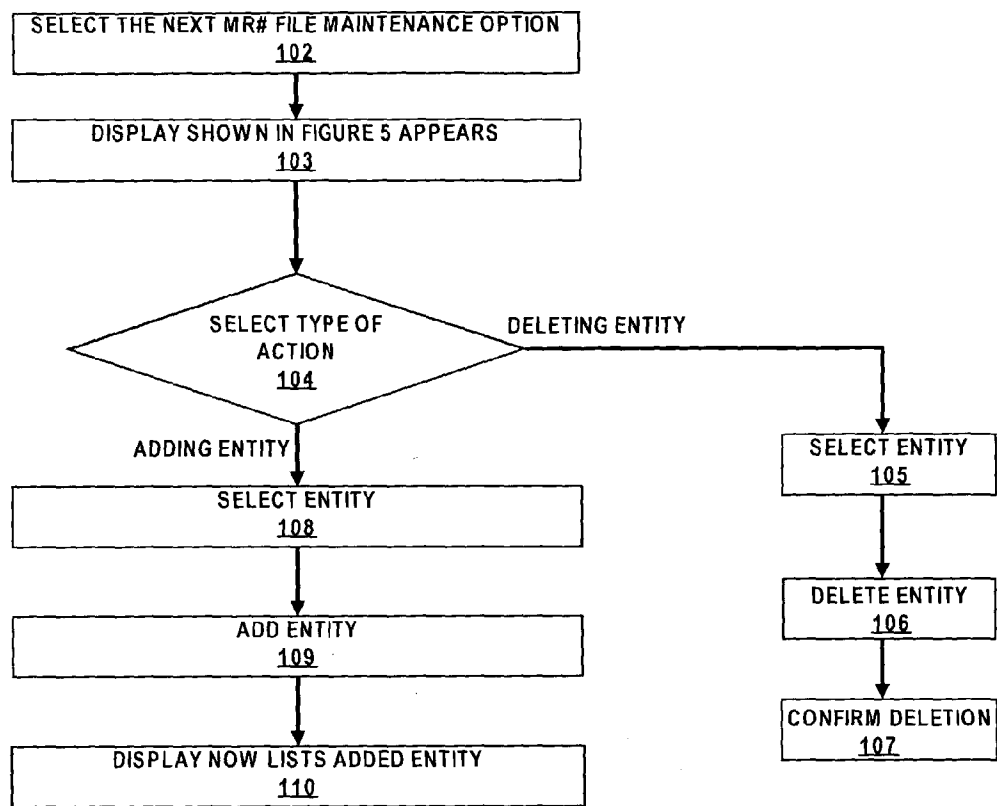 SELECT THE NEXT MR# FILE MAINTENANCE OPTION
102
DISPLAY SHOWN IN FIGURE 5 APPEARS
103
SELECT TYPE OF
ACTION
104
DELETING ENTITY
ADDING ENTITY
SELECT ENTITY
108
ADD ENTITY
109
DISPLAY NOW LISTS ADDED ENTITY
110
SELECT ENTITY
105
DELETE ENTITY
106
CONFIRM DELETION
107